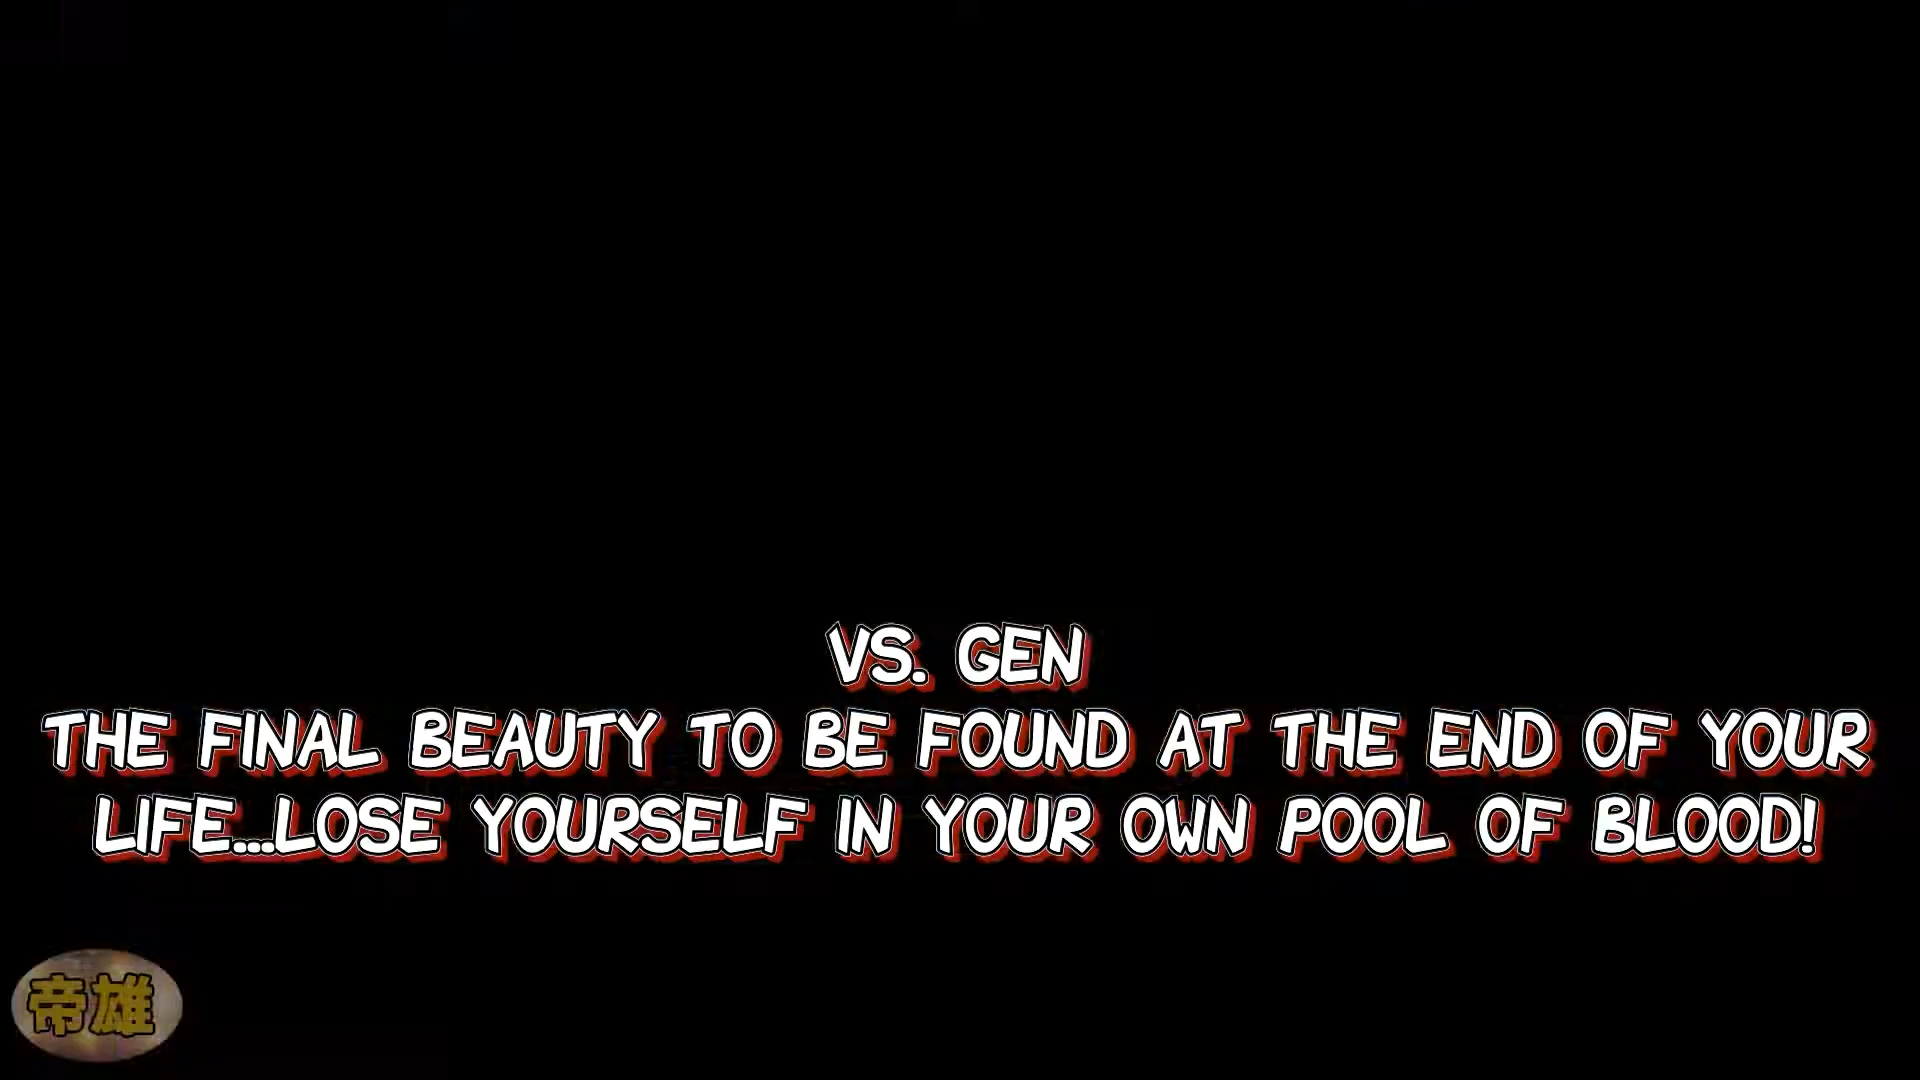 VS. GEN
THE FINAL BEAUTY TO BE FOUND AT THE END OF YOUR
LIFE...LOSE YOURSELF IN YOUR OWN POOL OF BLOOD!
帝雄